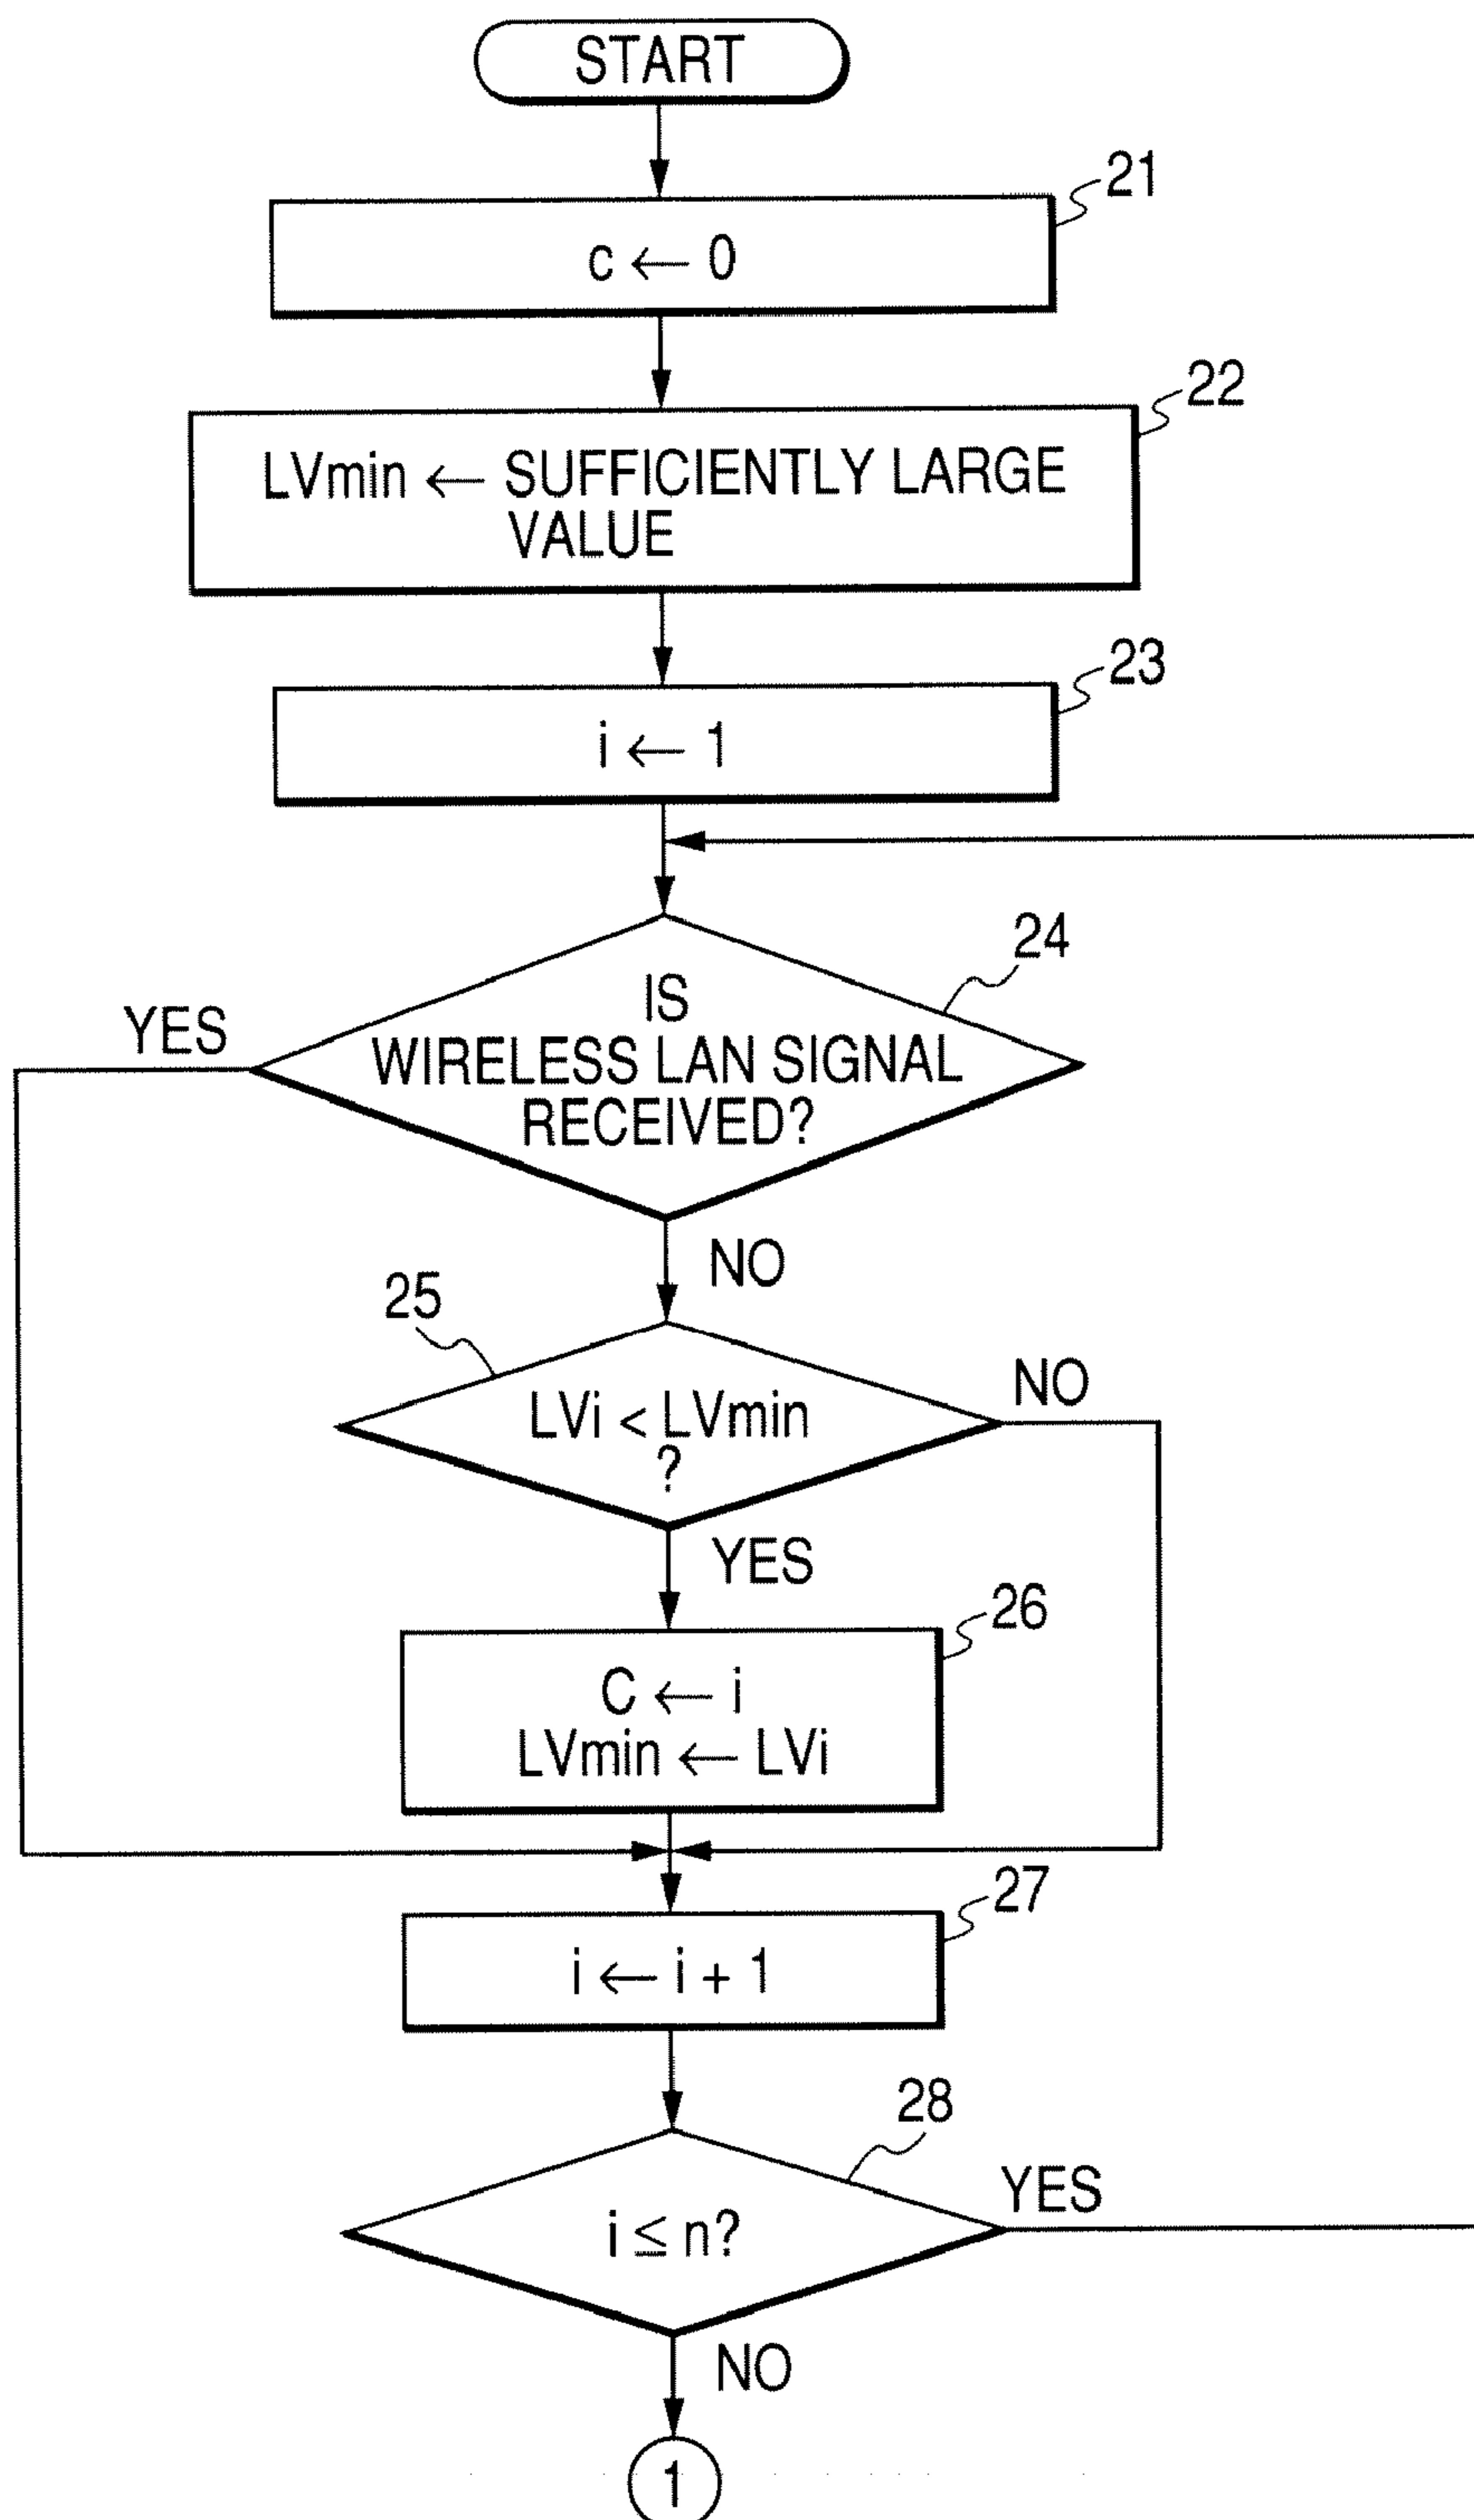 START
21
c ← 0
22
LVmin ← SUFFICIENTLY LARGE
VALUE
23
i ← 1
24
IS
WIRELESS LAN SIGNAL
RECEIVED?
YES
NO
25
LVi < LVmin
?
NO
YES
26
C ← i
LVmin ← LVi
27
i ← i + 1
28
i ≤ n?
YES
NO
1